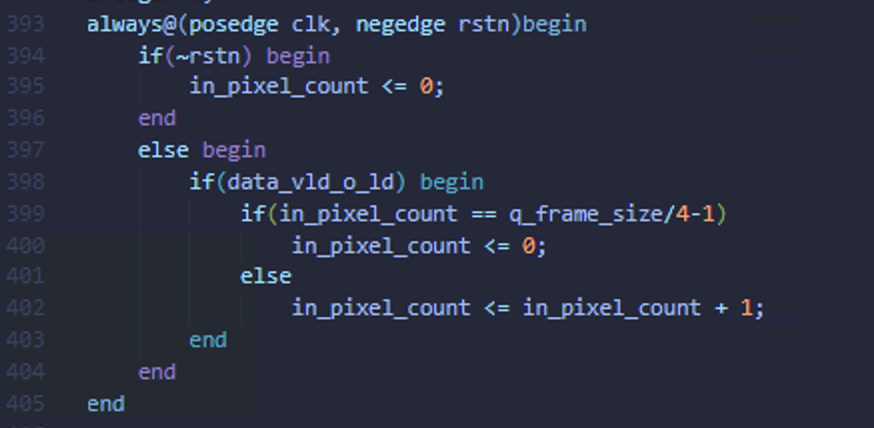 393 always@(posedge clk, negedge rstn)begin
394 if(~rstn) begin
395 in_pixel_count <= 0;
396 end
397 else begin
398 if(data_vld_o_ld) begin
399 if(in_pixel_count == q_frame_size/4-1)
400 in_pixel_count <= 0;
401 else
402 in_pixel_count <= in_pixel_count + 1;
403 end
404 end
405 end